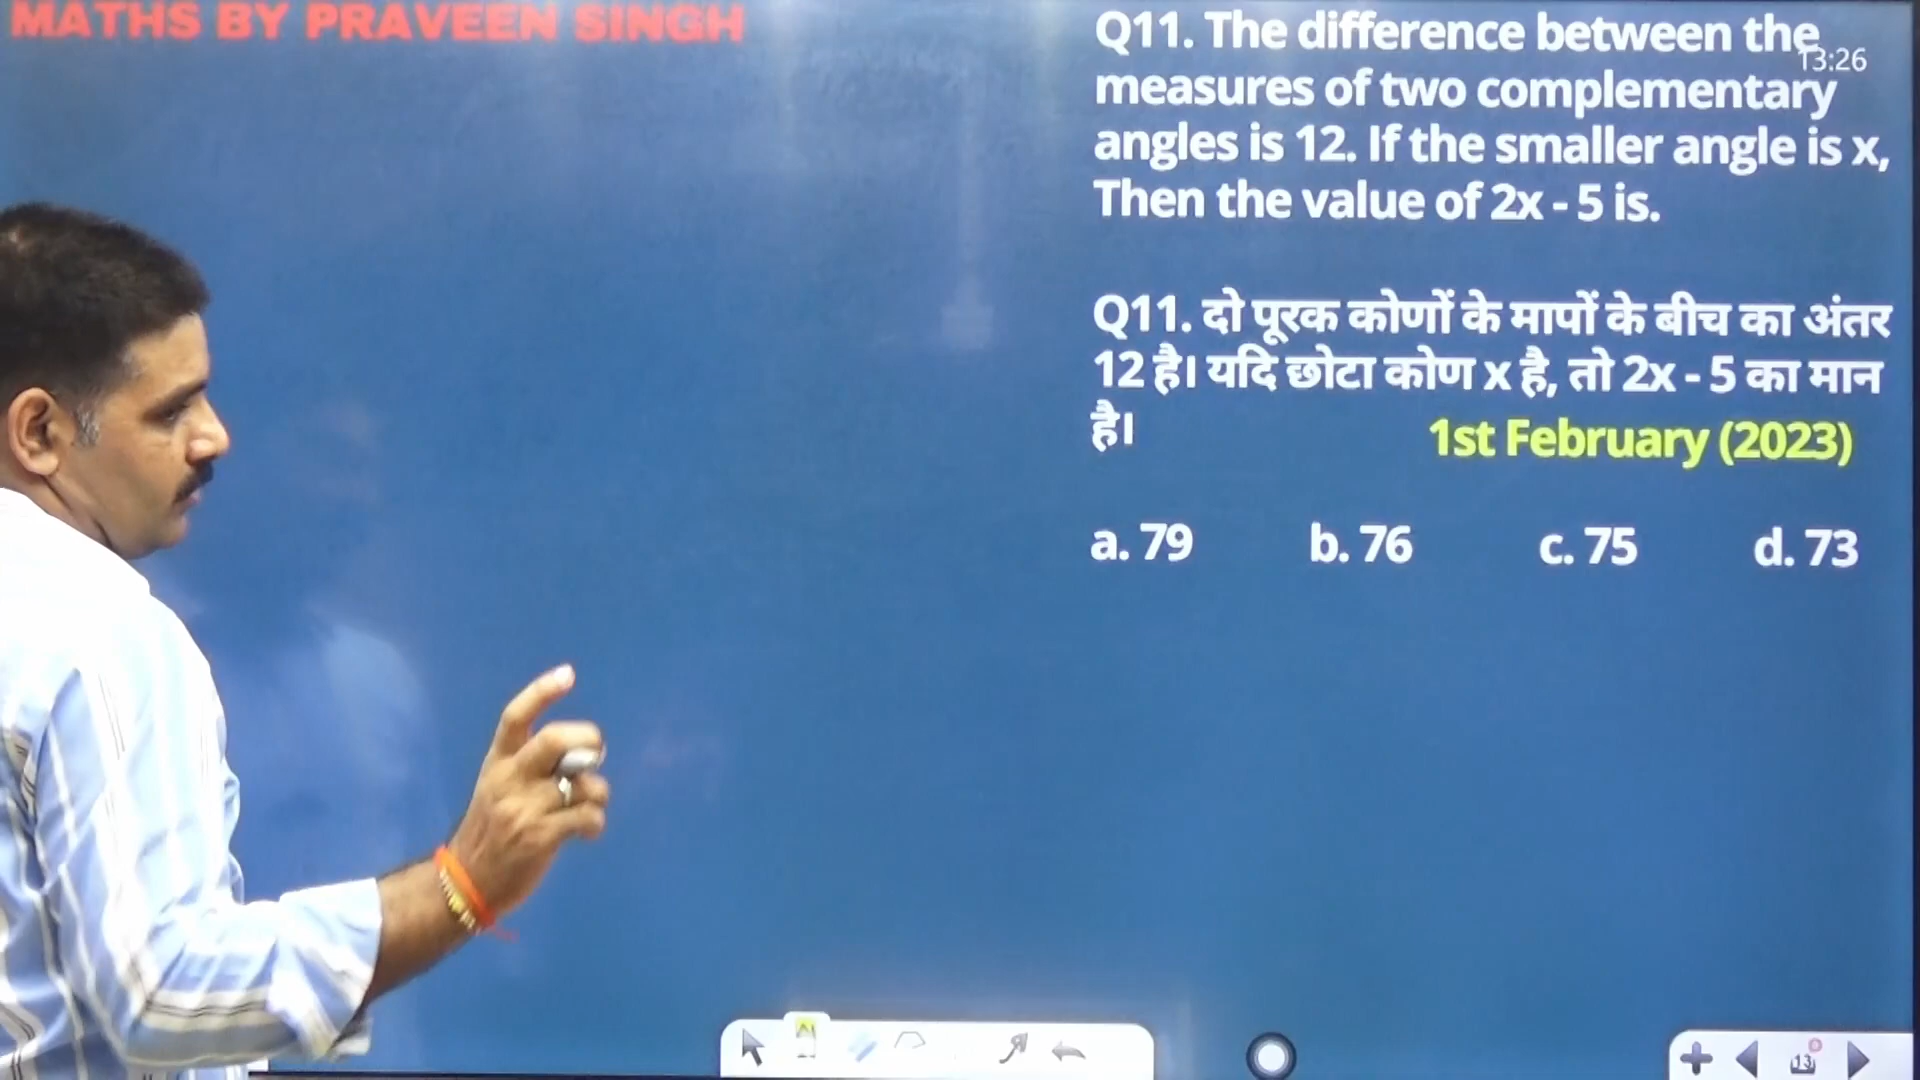 MATHS BY PRAVEEN SINGH
Q11. The difference between the
13:26
measures of two complementary
angles is 12. If the smaller angle is x,
Then the value of 2x - 5 is.
Q11. दो पूरक कोणों के मापों के बीच का अंतर
12 है। यदि छोटा कोण x है, तो 2x - 5 का मान
है।
1st February (2023)
a. 79 b. 76 c. 75 d. 73
13